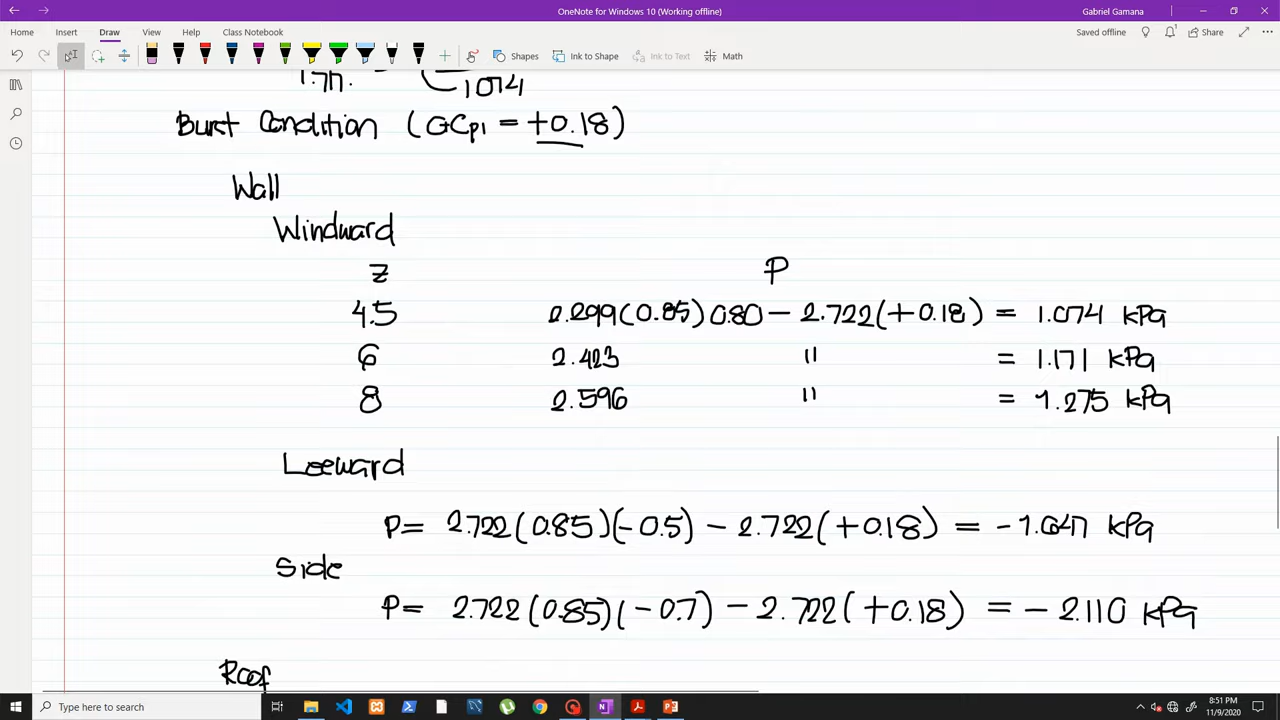 OneNote for Windows 10 (Working offline)
Gabriel Gamana
Home Insert Draw View Help Class Notebook
Saved offline Share
Shapes Ink to Shape Ink to Text Math
1.171. 1.074
Burst Condition (GCpi = +0.18)
Wall
Windward
z P
4.5 2.299(0.85)0.80 - 2.722(+0.18) = 1.074 kPa
6 2.423 " = 1.171 kPa
8 2.596 " = 1.275 kPa
Leeward
P= 2.722(0.85)(-0.5) - 2.722(+0.18) = -1.647 kPa
Side
P= 2.722(0.85)(-0.7) - 2.722(+0.18) = -2.110 kPa
Roof
Type here to search
8:51 PM
11/9/2020